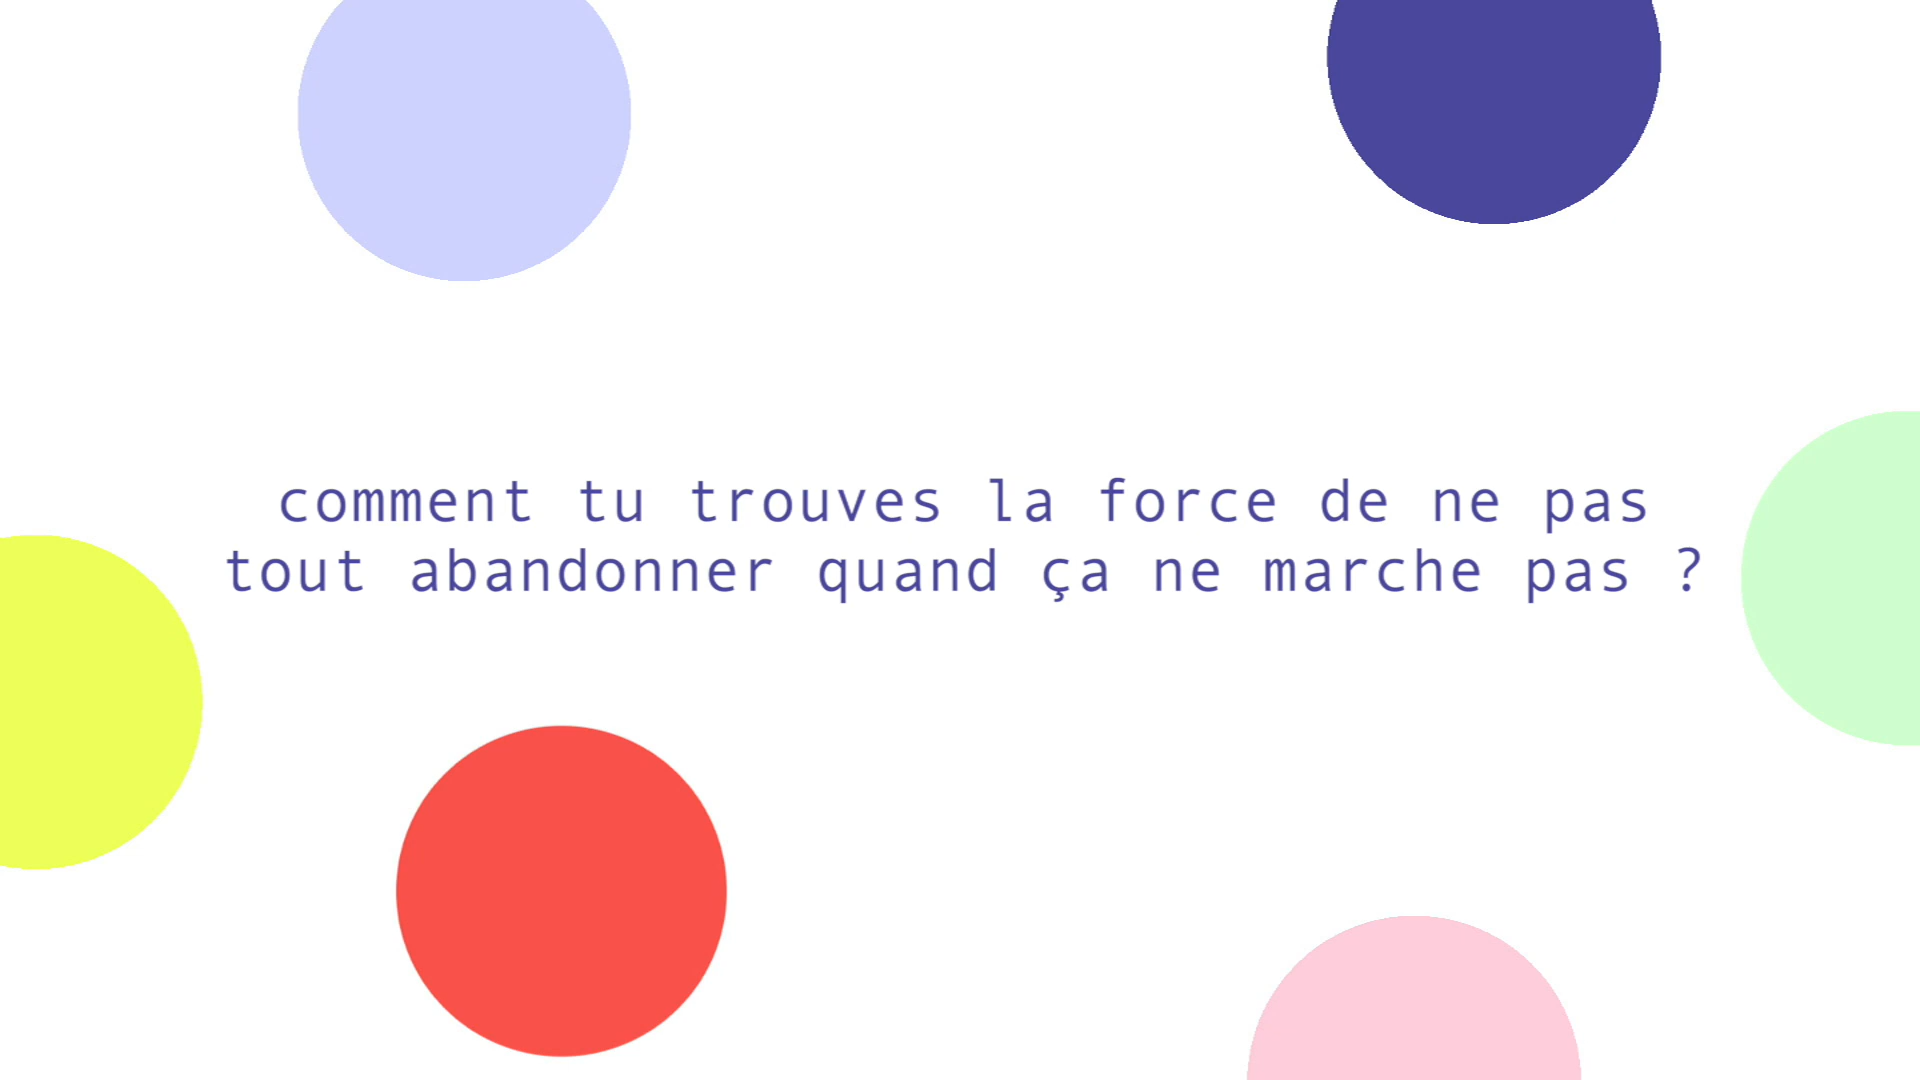 comment tu trouves la force de ne pas
tout abandonner quand ça ne marche pas ?